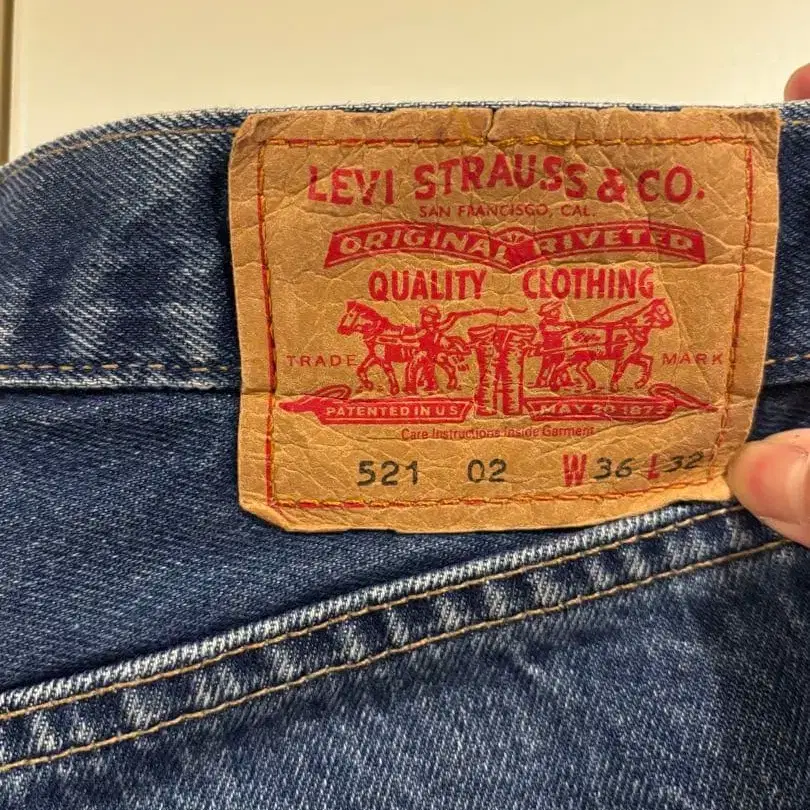 LEVI STRAUSS & CO.
SAN FRANCISCO, CAL.
ORIGINAL RIVETED
QUALITY CLOTHING
TRADE MARK
PATENTED IN U S MAY 20 1873
Care Instructions Inside Garment
521 02 W 36 L 32